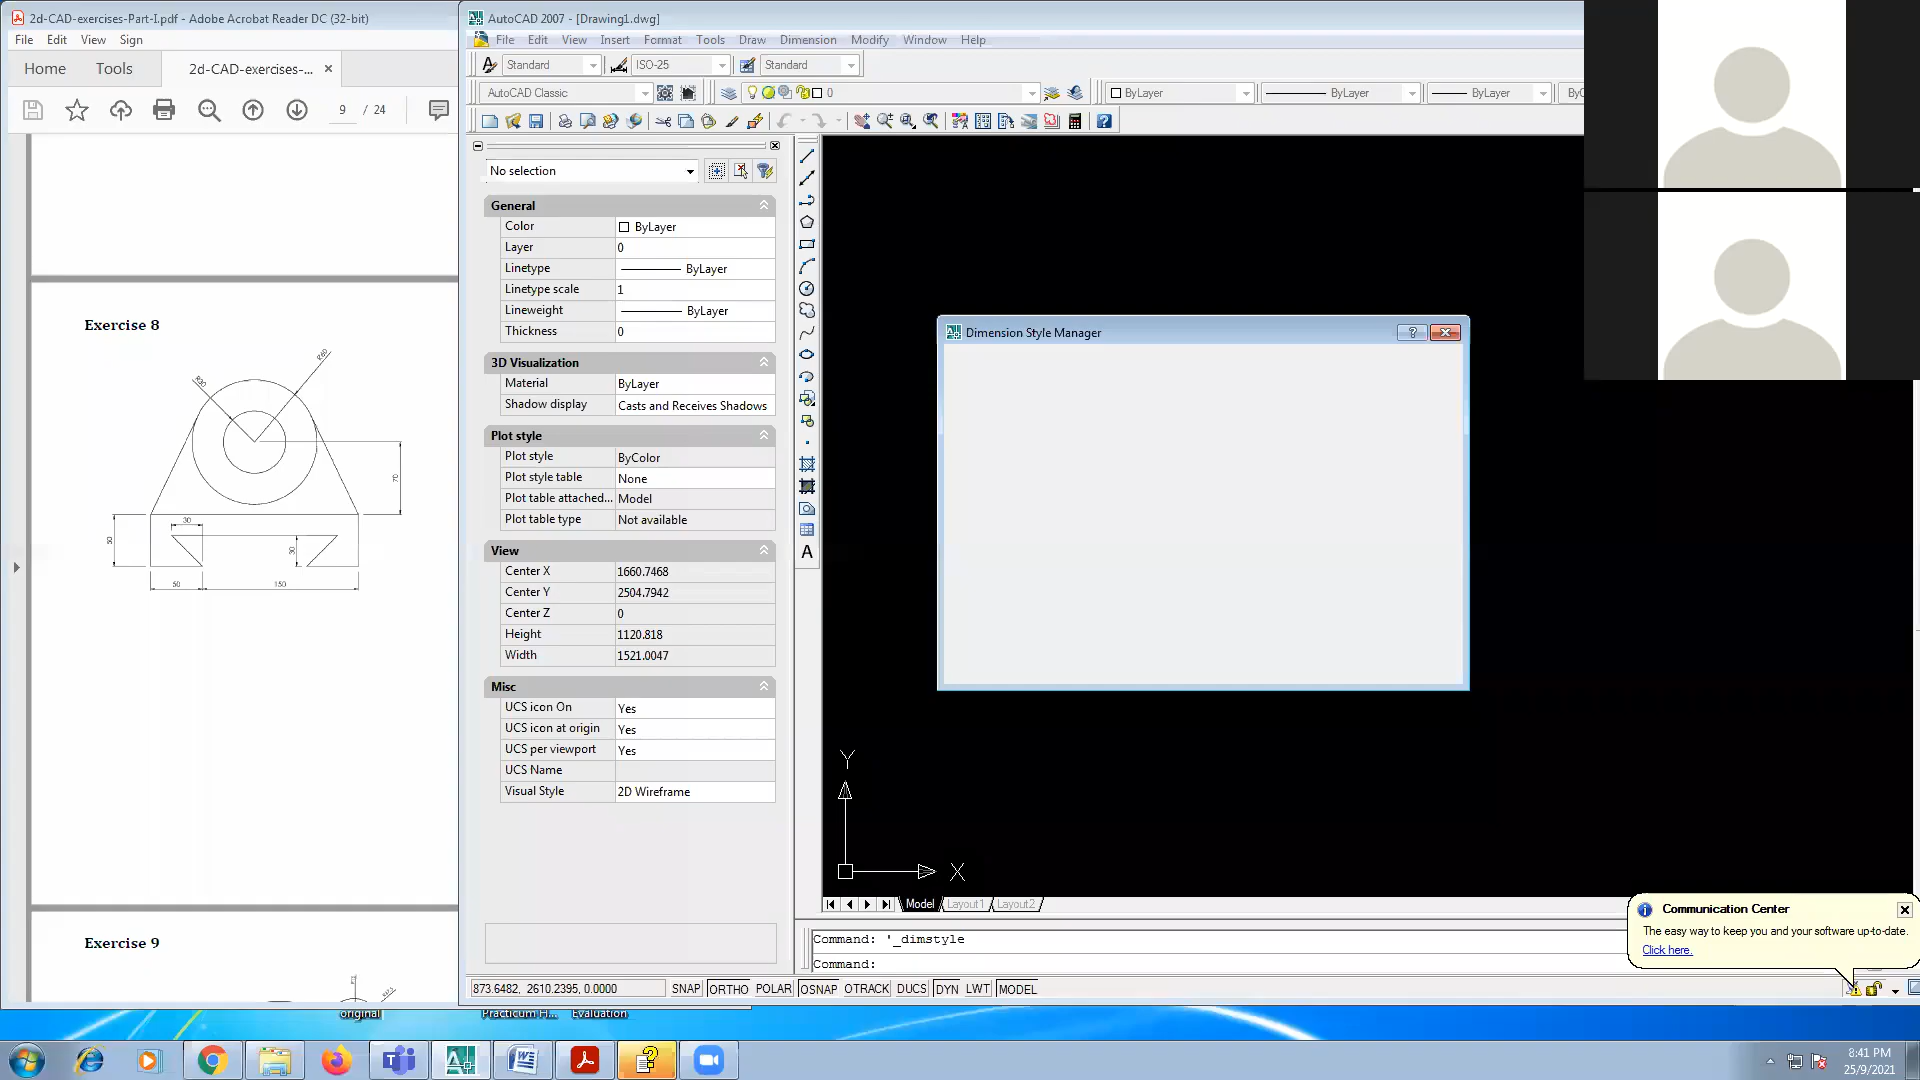 2d-CAD-exercises-Part-I.pdf - Adobe Acrobat Reader DC (32-bit)
File Edit View Sign
Home Tools 2d-CAD-exercises-... ×
9 / 24
Exercise 8
R60
R30
70
30
50
30
50 150
Exercise 9
AutoCAD 2007 - [Drawing1.dwg]
File Edit View Insert Format Tools Draw Dimension Modify Window Help
Standard ISO-25 Standard
AutoCAD Classic 0 ByLayer ByLayer ByLayer ByC
No selection
General
Color ByLayer
Layer 0
Linetype ByLayer
Linetype scale 1
Lineweight ByLayer
Thickness 0
3D Visualization
Material ByLayer
Shadow display Casts and Receives Shadows
Plot style
Plot style ByColor
Plot style table None
Plot table attached... Model
Plot table type Not available
View
Center X 1660.7468
Center Y 2504.7942
Center Z 0
Height 1120.818
Width 1521.0047
Misc
UCS icon On Yes
UCS icon at origin Yes
UCS per viewport Yes
UCS Name
Visual Style 2D Wireframe
A
Dimension Style Manager
Y
X
Model Layout1 Layout2
Command: '_dimstyle
Command:
Communication Center
The easy way to keep you and your software up-to-date.
Click here.
873.6482, 2610.2395, 0.0000 SNAP ORTHO POLAR OSNAP OTRACK DUCS DYN LWT MODEL
original Practicum H... Evaluation
8:41 PM
25/9/2021